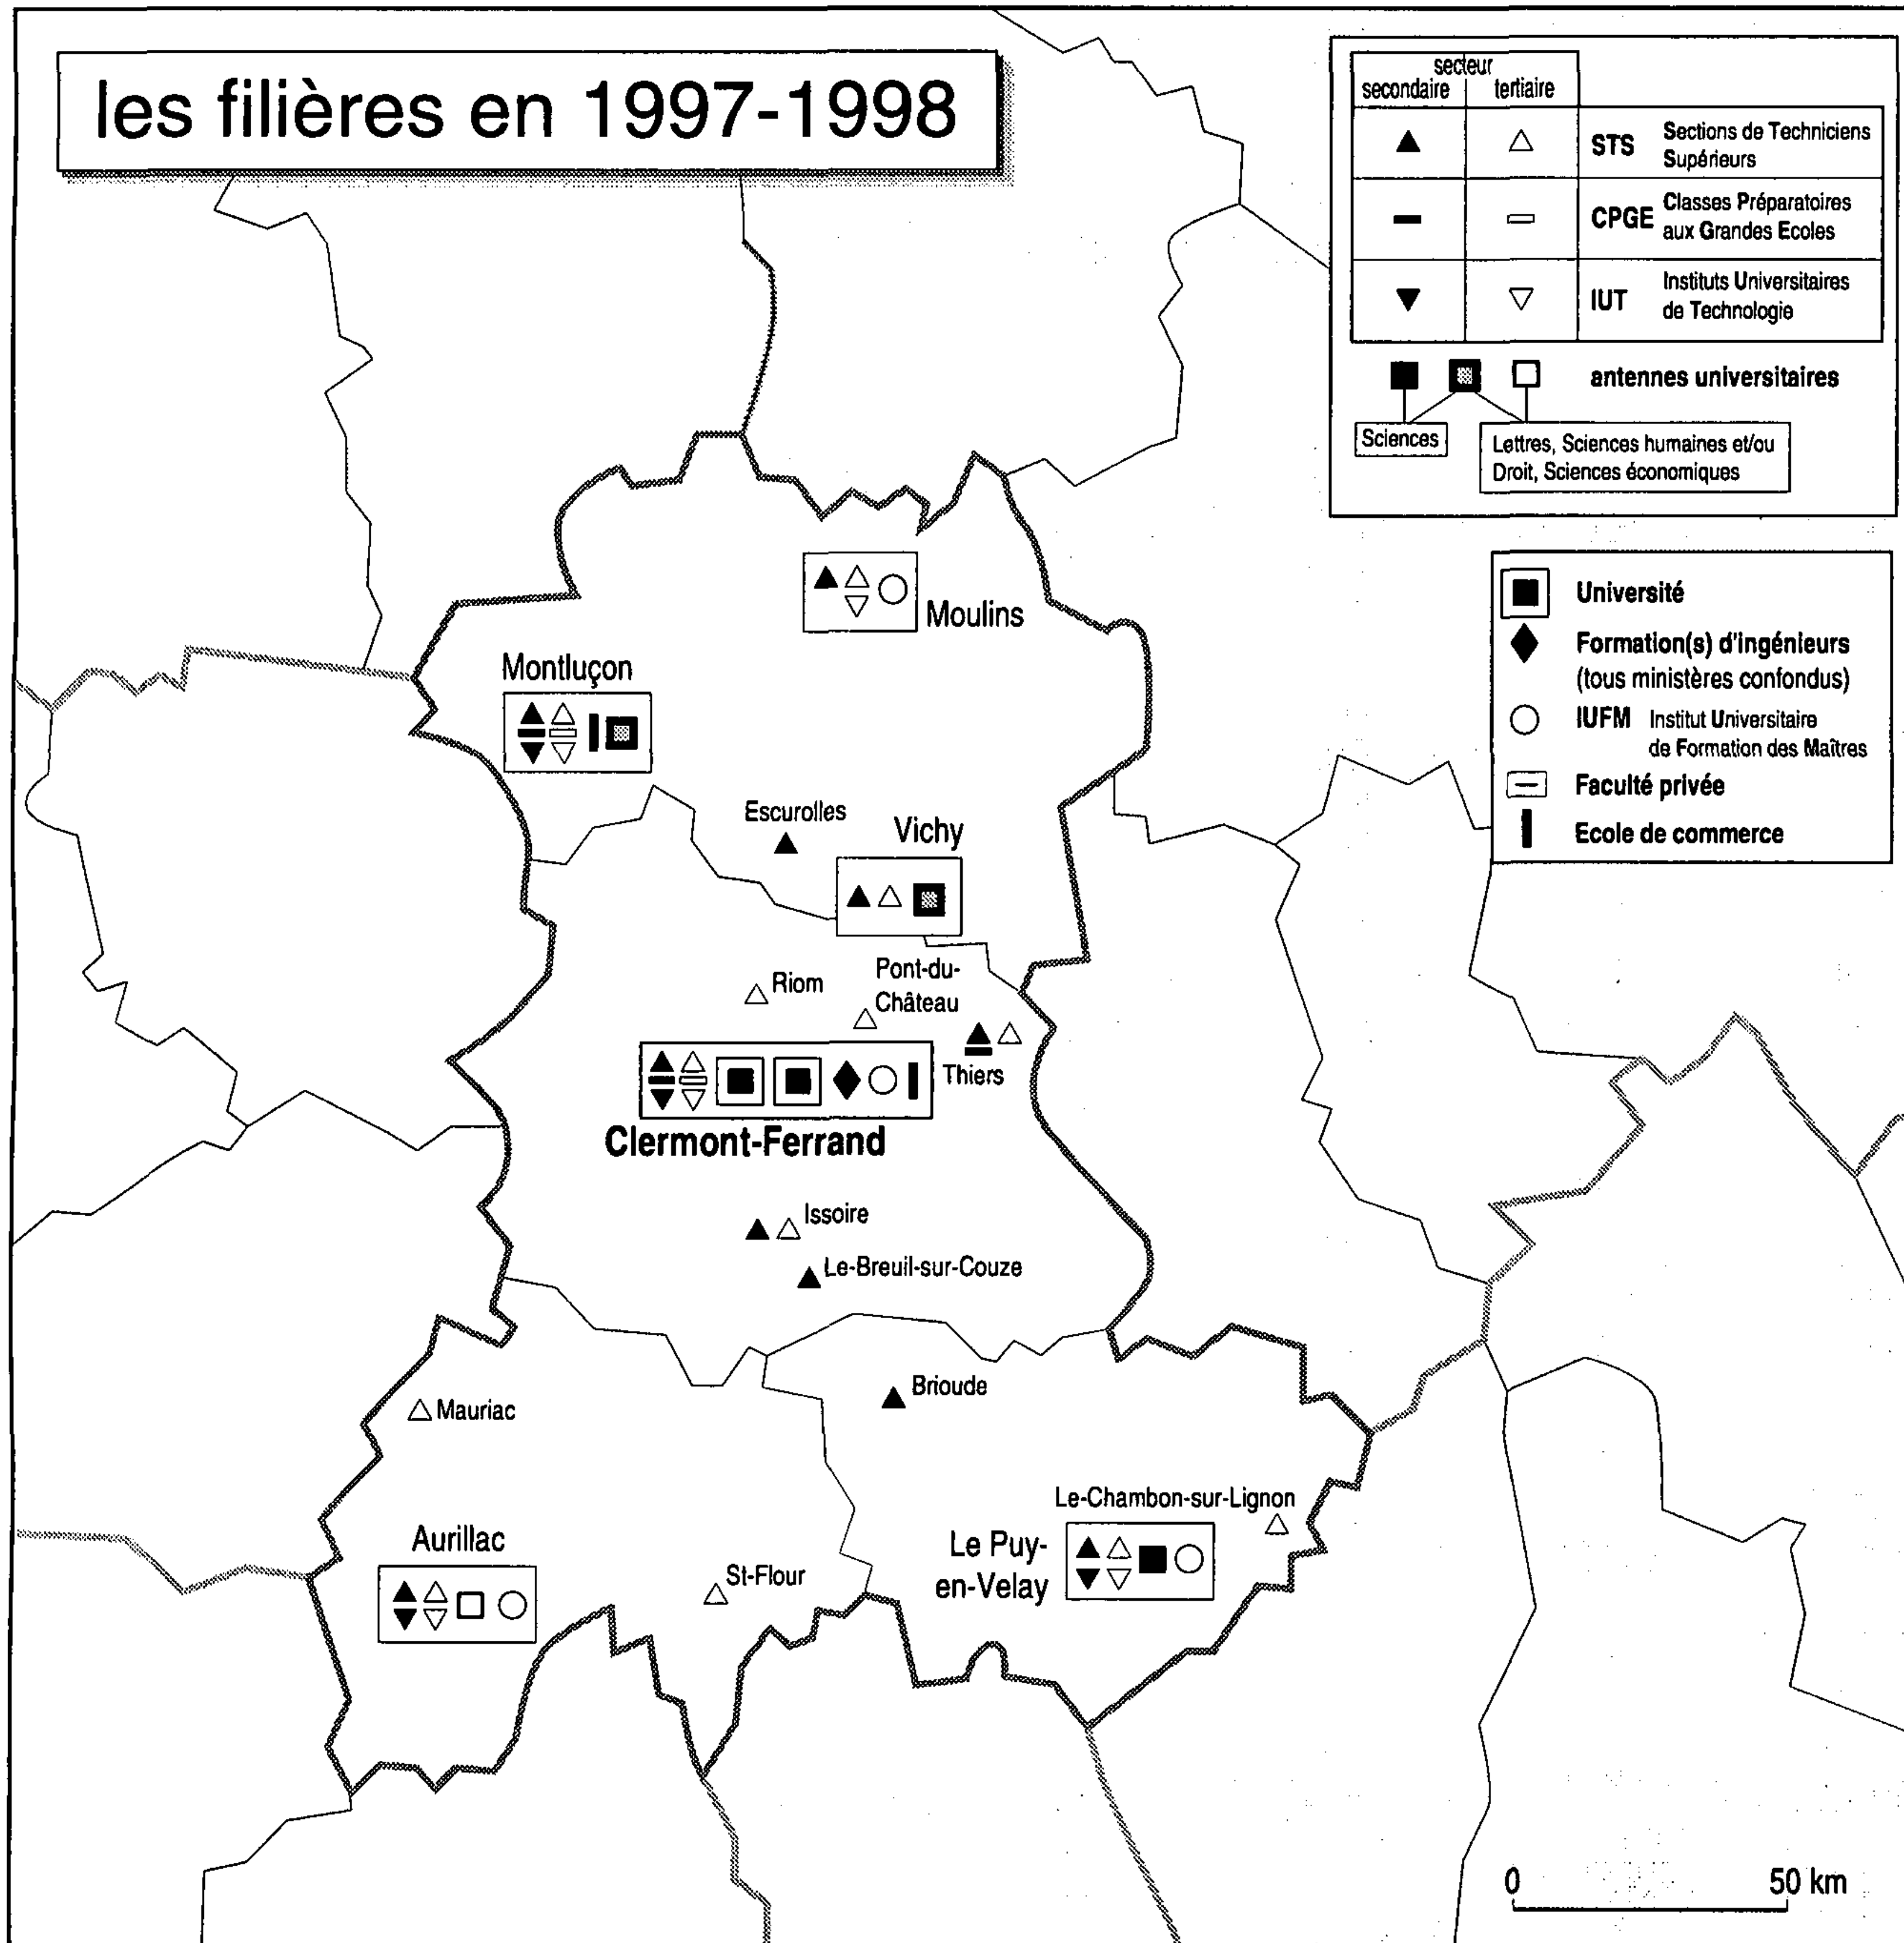 les filières en 1997-1998
secteur
secondaire tertiaire
STS Sections de Techniciens
Supérieurs
CPGE Classes Préparatoires
aux Grandes Ecoles
IUT Instituts Universitaires
de Technologie
antennes universitaires
Sciences
Lettres, Sciences humaines et/ou
Droit, Sciences économiques
Université
Formation(s) d'ingénieurs
(tous ministères confondus)
IUFM Institut Universitaire
de Formation des Maîtres
Faculté privée
Ecole de commerce
Moulins
Montluçon
Escurolles
Vichy
Riom
Pont-du-
Château
Thiers
Clermont-Ferrand
Issoire
Le-Breuil-sur-Couze
Brioude
Mauriac
Le-Chambon-sur-Lignon
Aurillac
St-Flour
Le Puy-
en-Velay
0 50 km